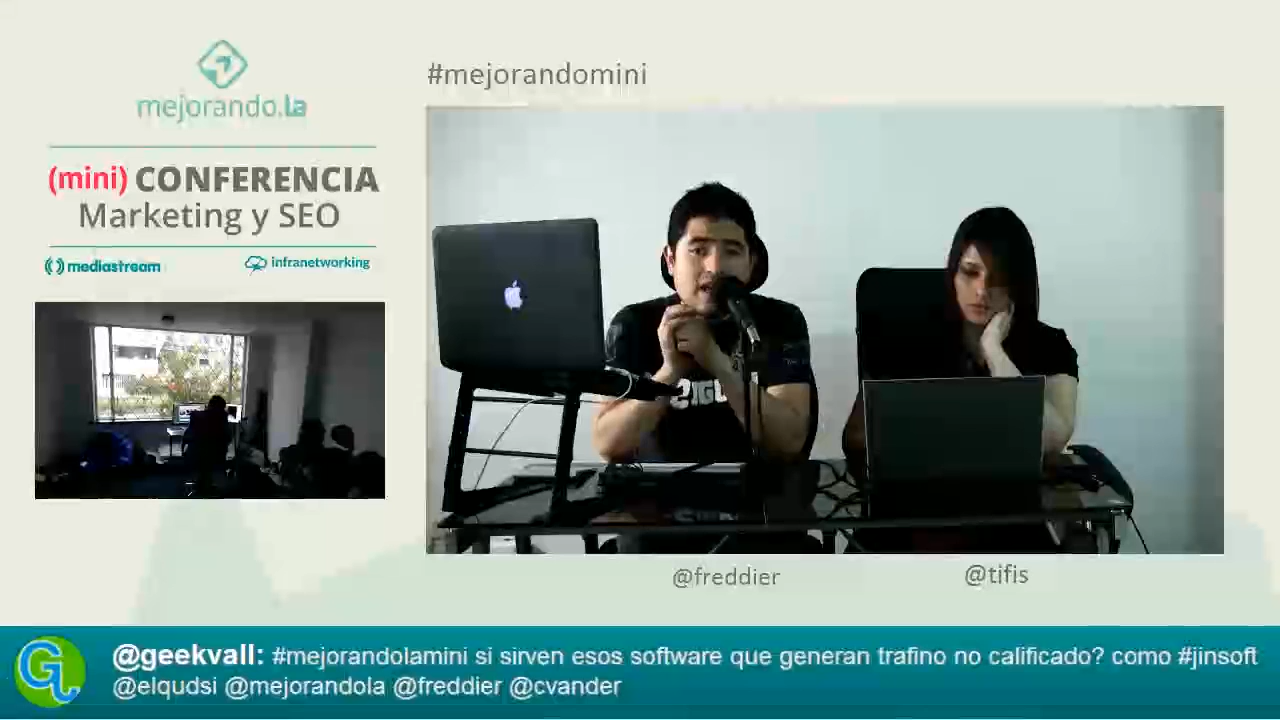 mejorando.la
(mini) CONFERENCIA
Marketing y SEO
mediastream
infranetworking
#mejorandomini
@freddier
@tifis
@geekvall: #mejorandolamini si sirven esos software que generan trafino no calificado? como #jinsoft
@elqudsi @mejorandola @freddier @cvander